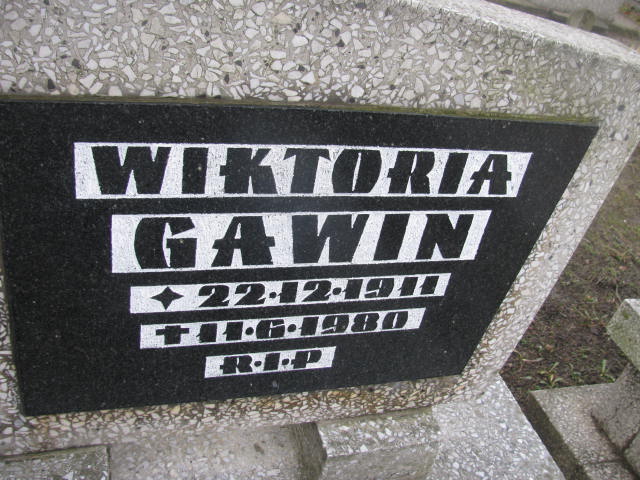 WIKTORIA
GAWIN
✦ 22·12·1911
✝ 11·6·1980
R·I·P